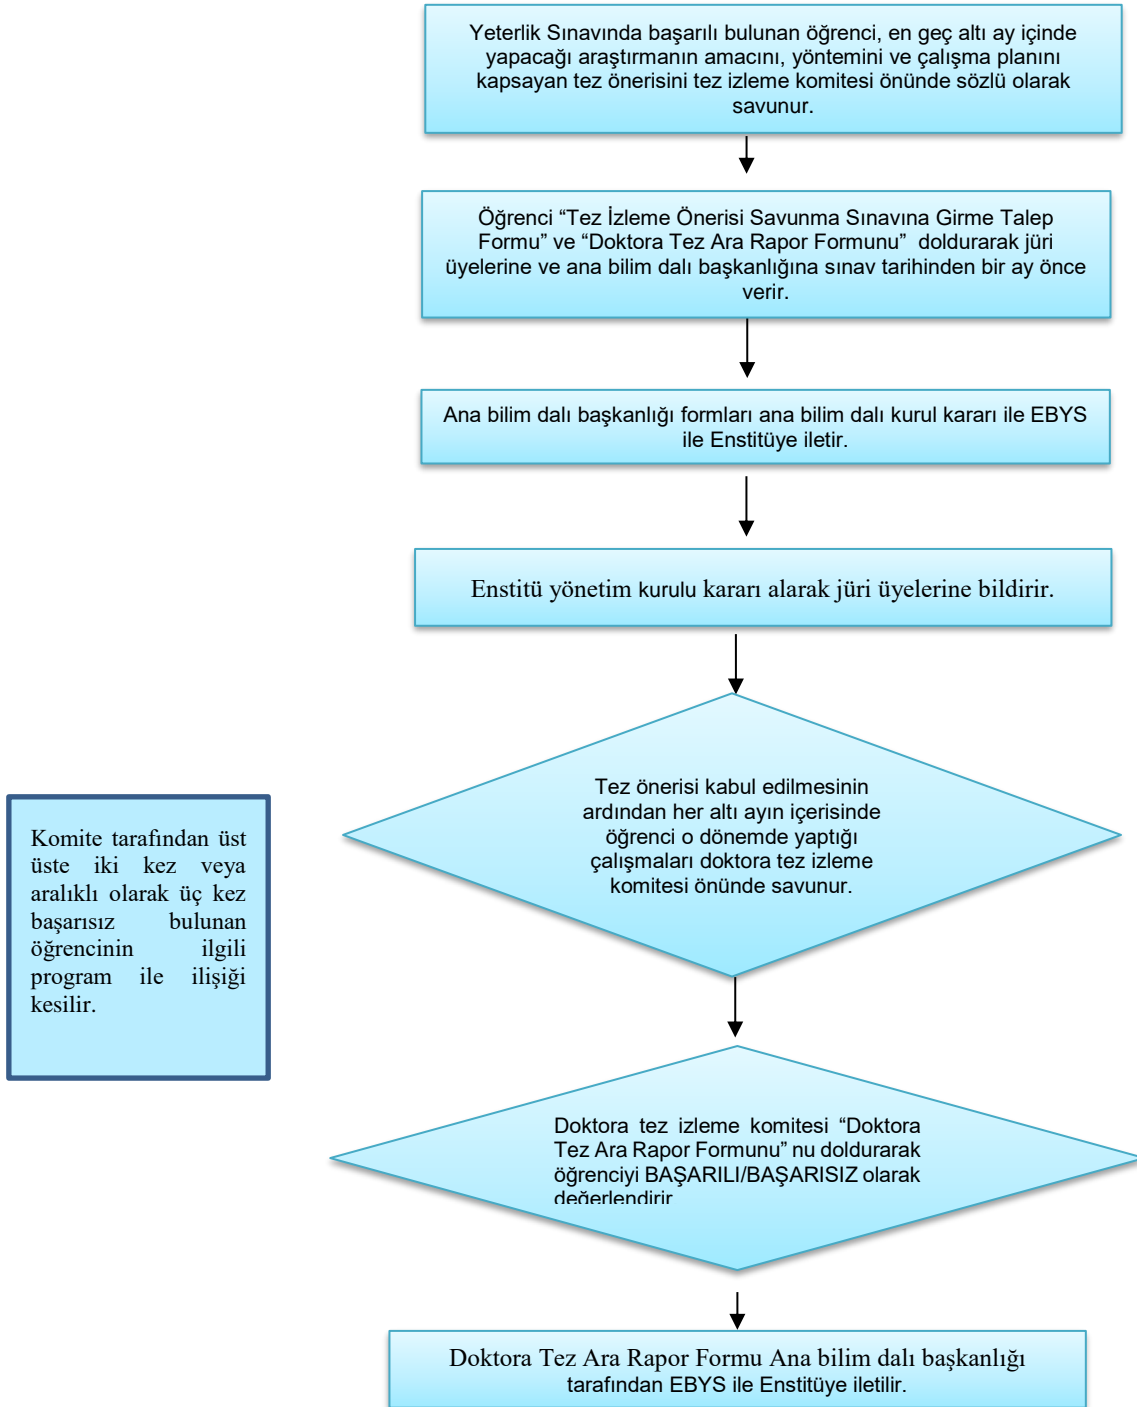 Yeterlik Sınavında başarılı bulunan öğrenci, en geç altı ay içinde
yapacağı araştırmanın amacını, yöntemini ve çalışma planını
kapsayan tez önerisini tez izleme komitesi önünde sözlü olarak
savunur.
Öğrenci “Tez İzleme Önerisi Savunma Sınavına Girme Talep
Formu” ve “Doktora Tez Ara Rapor Formunu” doldurarak jüri
üyelerine ve ana bilim dalı başkanlığına sınav tarihinden bir ay önce
verir.
Ana bilim dalı başkanlığı formları ana bilim dalı kurul kararı ile EBYS
ile Enstitüye iletir.
Enstitü yönetim kurulu kararı alarak jüri üyelerine bildirir.
Tez önerisi kabul edilmesinin
ardından her altı ayın içerisinde
öğrenci o dönemde yaptığı
çalışmaları doktora tez izleme
komitesi önünde savunur.
Komite tarafından üst
üste iki kez veya
aralıklı olarak üç kez
başarısız bulunan
öğrencinin ilgili
program ile ilişiği
kesilir.
Doktora tez izleme komitesi “Doktora
Tez Ara Rapor Formunu” nu doldurarak
öğrenciyi BAŞARILI/BAŞARISIZ olarak
değerlendirir
Doktora Tez Ara Rapor Formu Ana bilim dalı başkanlığı
tarafından EBYS ile Enstitüye iletilir.